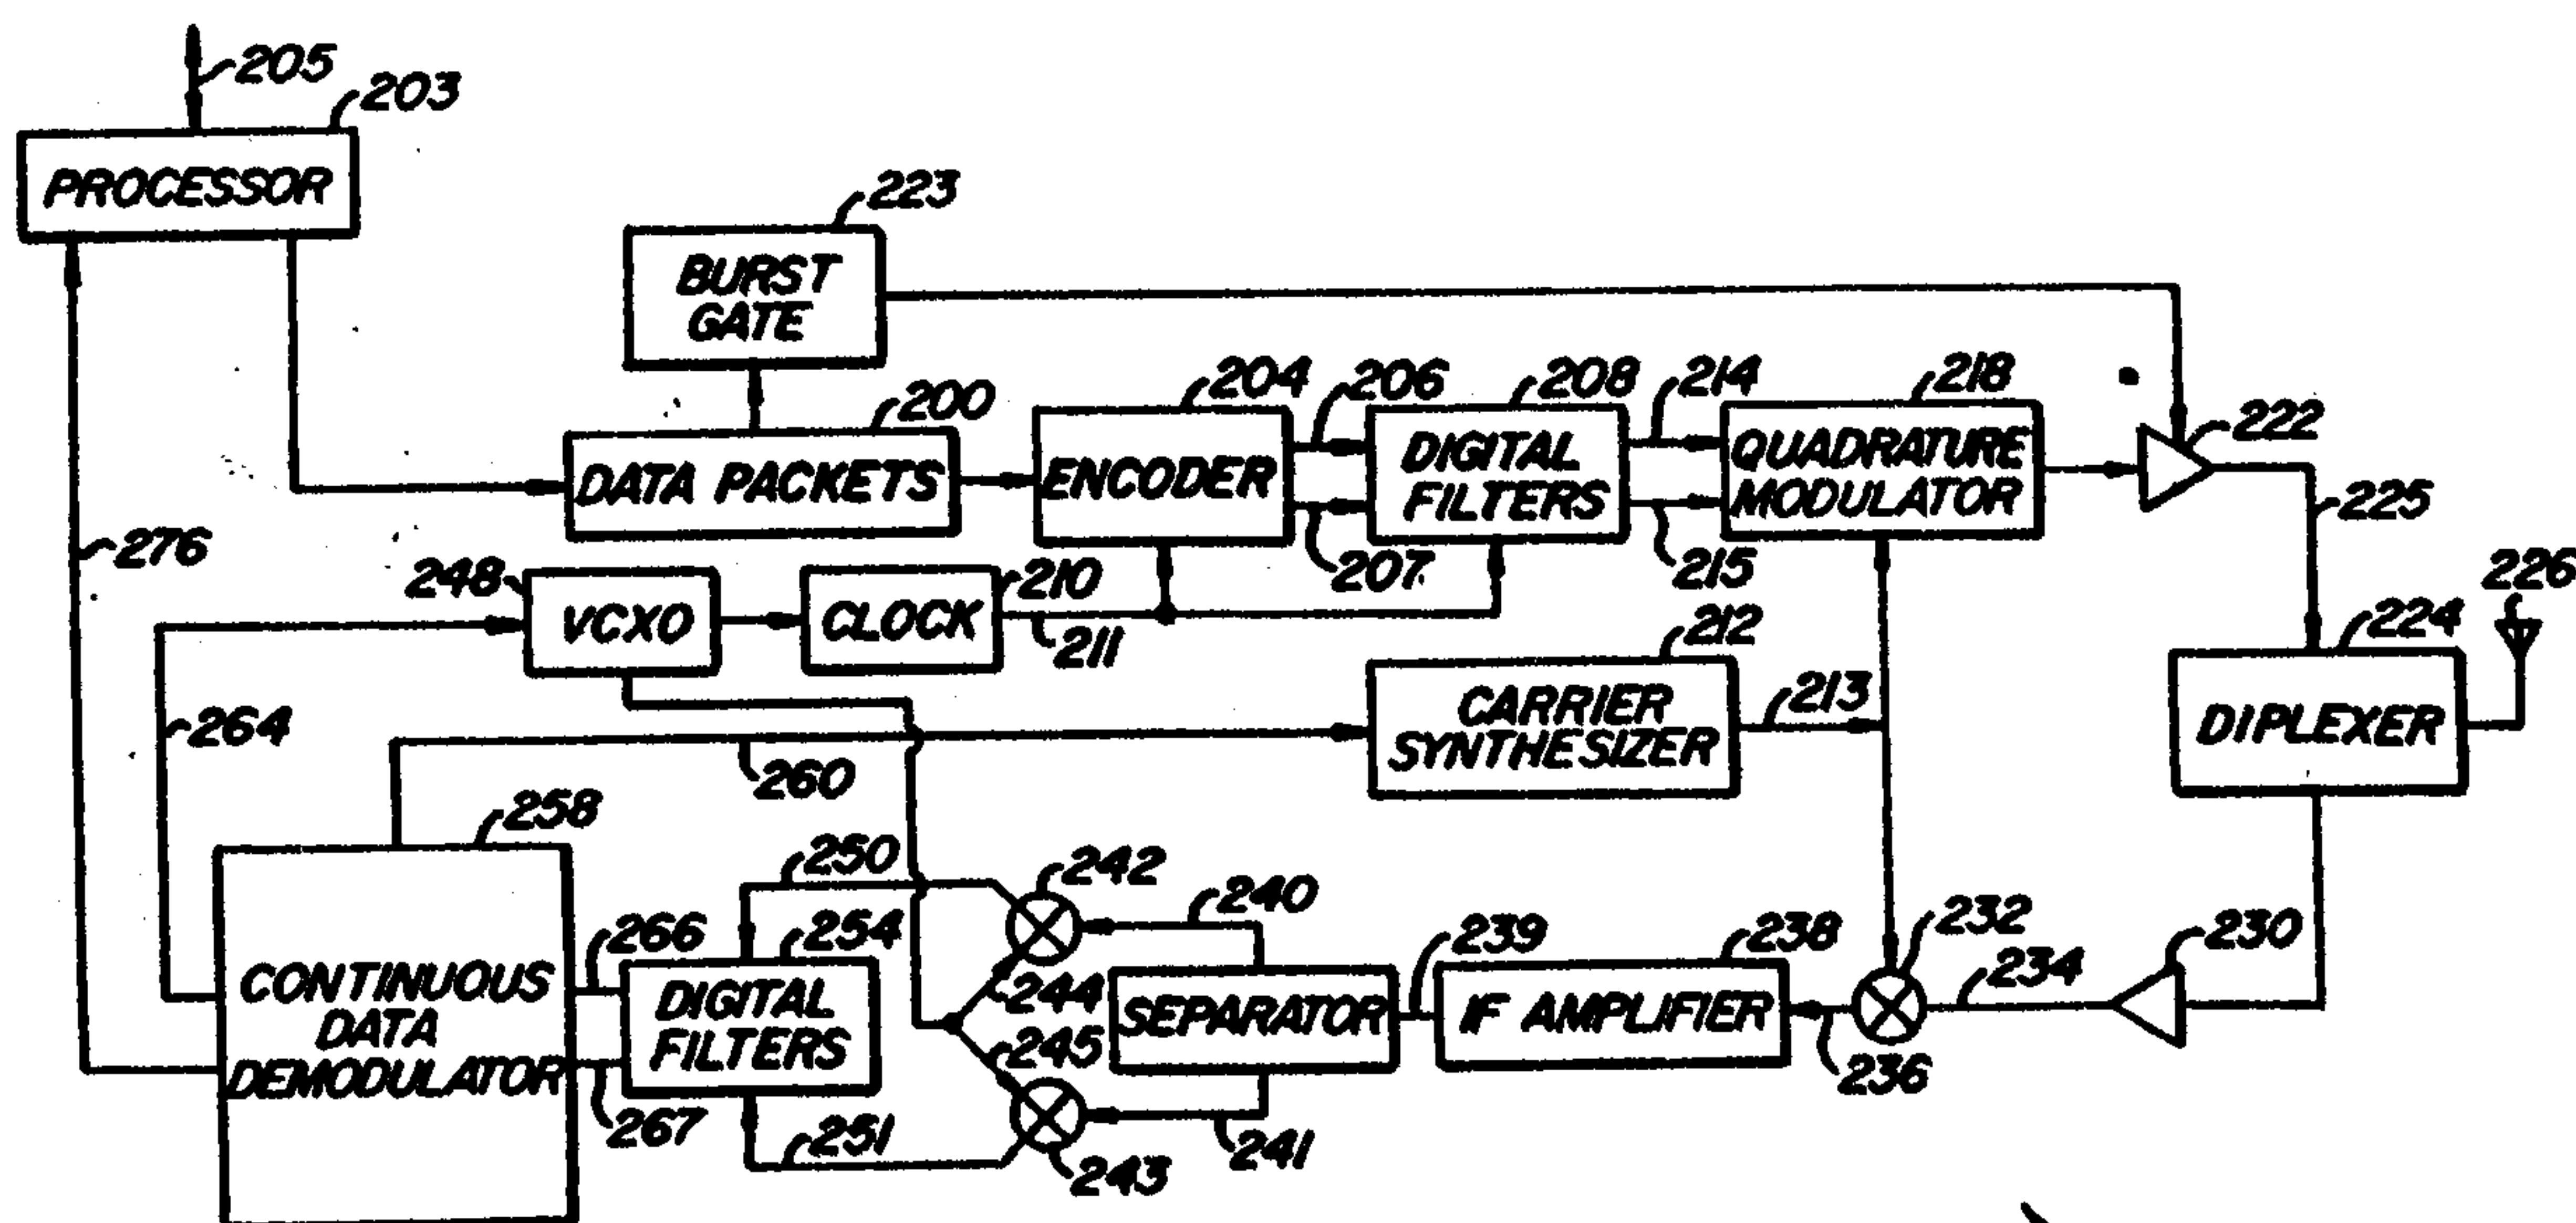 205
203
PROCESSOR
223
BURST
GATE
204
206
208
214
218
200
222
DATA PACKETS
ENCODER
DIGITAL
FILTERS
QUADRATURE
MODULATOR
225
276
248
VCXO
CLOCK
210
207
215
226
211
212
224
264
CARRIER
SYNTHESIZER
213
DIPLEXER
260
258
250
242
240
239
238
232
230
266
254
234
CONTINUOUS
DATA
DEMODULATOR
DIGITAL
FILTERS
244
SEPARATOR
IF AMPLIFIER
245
236
267
251
243
241